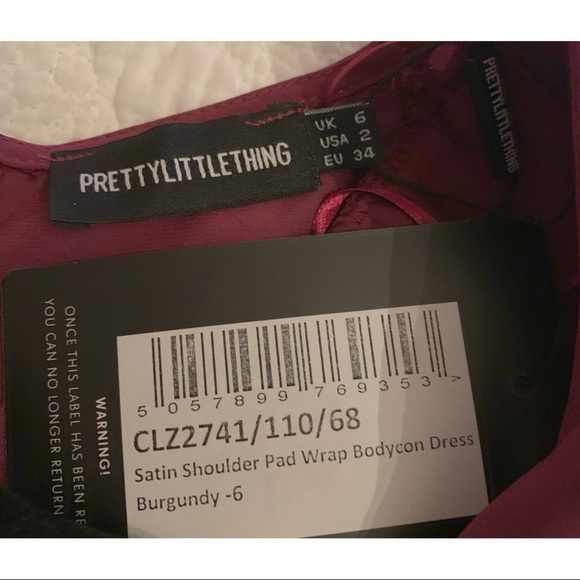 PRETTYLITTLETHING
UK 6
USA 2
EU 34
PRETTYLITTLETHING
WARNING!
ONCE THIS LABEL HAS BEEN RE
YOU CAN NO LONGER RETURN
5 057899 769353 >
CLZ2741/110/68
Satin Shoulder Pad Wrap Bodycon Dress
Burgundy -6